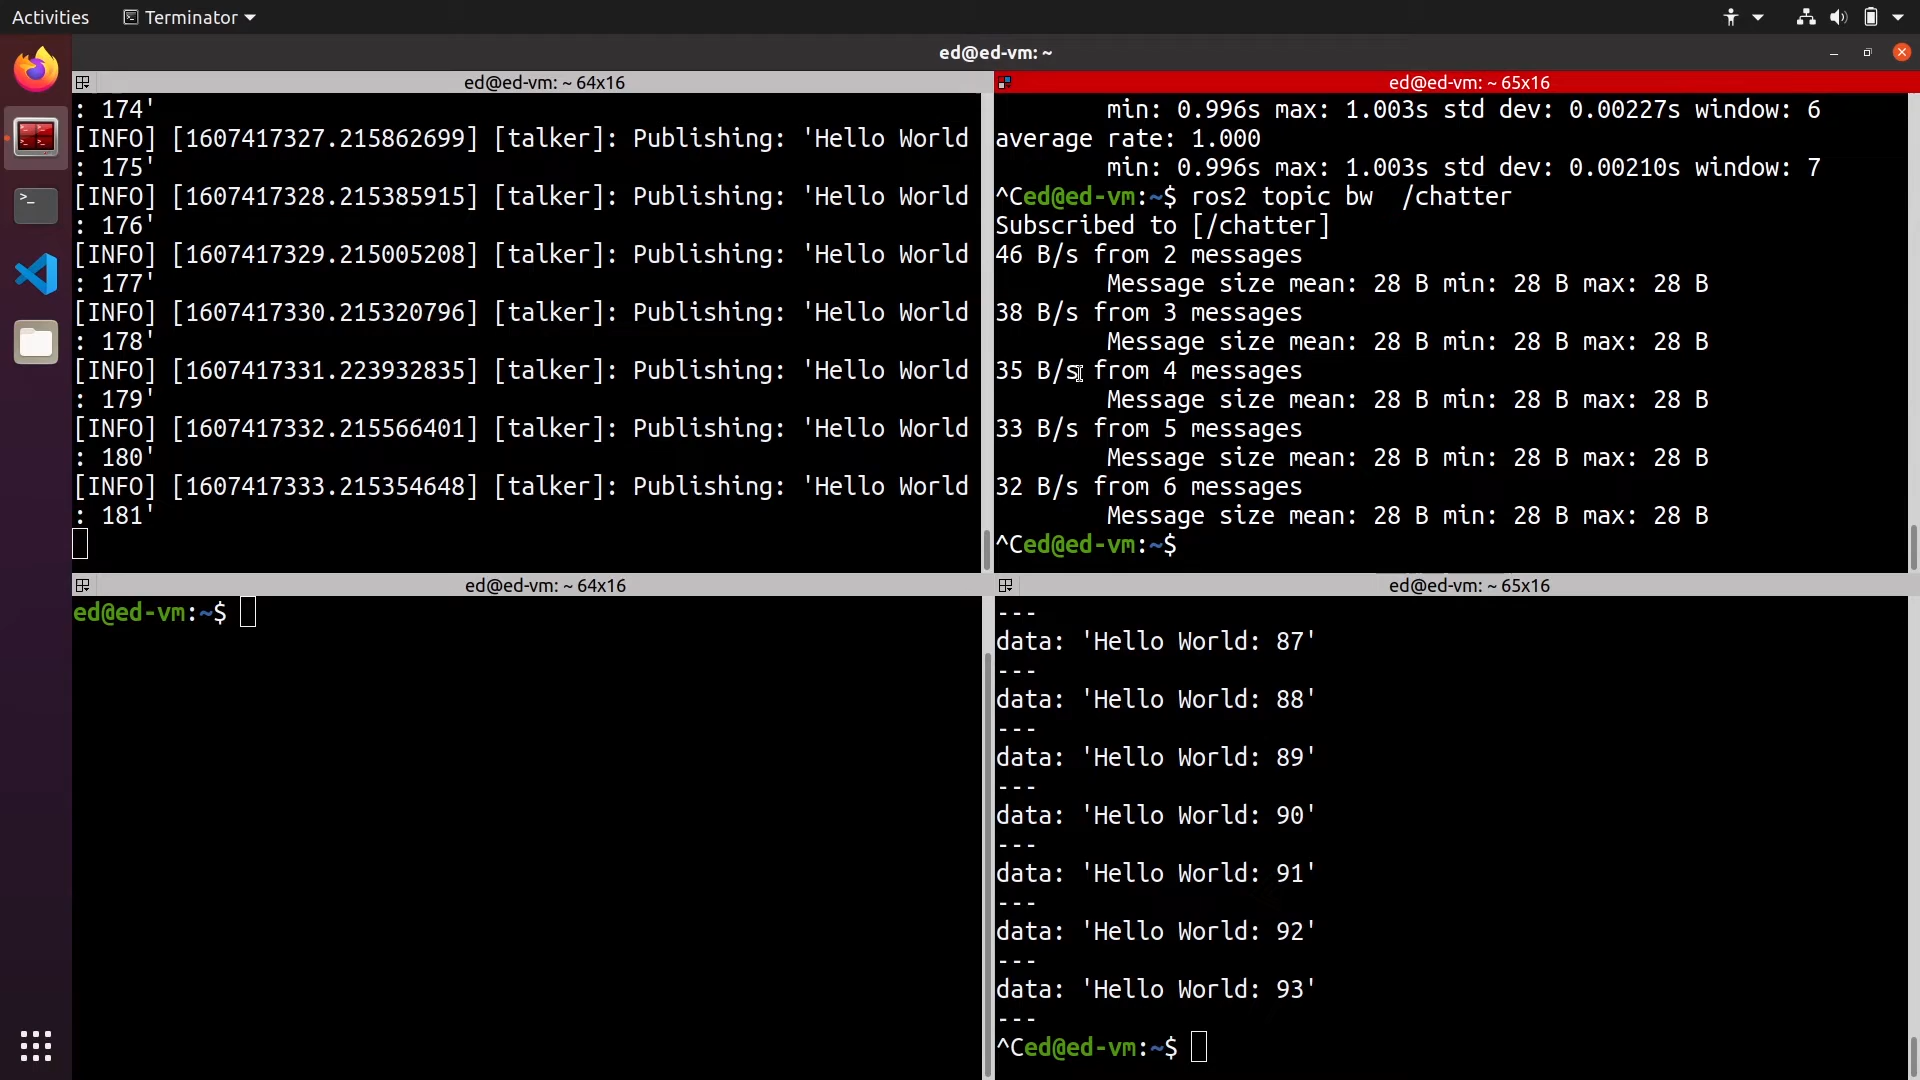 Activities
Terminator
ed@ed-vm: ~
ed@ed-vm: ~ 64x16
: 174'
[INFO] [1607417327.215862699] [talker]: Publishing: 'Hello World
: 175'
[INFO] [1607417328.215385915] [talker]: Publishing: 'Hello World
: 176'
[INFO] [1607417329.215005208] [talker]: Publishing: 'Hello World
: 177'
[INFO] [1607417330.215320796] [talker]: Publishing: 'Hello World
: 178'
[INFO] [1607417331.223932835] [talker]: Publishing: 'Hello World
: 179'
[INFO] [1607417332.215566401] [talker]: Publishing: 'Hello World
: 180'
[INFO] [1607417333.215354648] [talker]: Publishing: 'Hello World
: 181'
ed@ed-vm: ~ 65x16
min: 0.996s max: 1.003s std dev: 0.00227s window: 6
average rate: 1.000
min: 0.996s max: 1.003s std dev: 0.00210s window: 7
^Ced@ed-vm:~$ ros2 topic bw  /chatter
Subscribed to [/chatter]
46 B/s from 2 messages
Message size mean: 28 B min: 28 B max: 28 B
38 B/s from 3 messages
Message size mean: 28 B min: 28 B max: 28 B
35 B/s from 4 messages
Message size mean: 28 B min: 28 B max: 28 B
33 B/s from 5 messages
Message size mean: 28 B min: 28 B max: 28 B
32 B/s from 6 messages
Message size mean: 28 B min: 28 B max: 28 B
^Ced@ed-vm:~$
ed@ed-vm: ~ 64x16
ed@ed-vm:~$
ed@ed-vm: ~ 65x16
---
data: 'Hello World: 87'
---
data: 'Hello World: 88'
---
data: 'Hello World: 89'
---
data: 'Hello World: 90'
---
data: 'Hello World: 91'
---
data: 'Hello World: 92'
---
data: 'Hello World: 93'
---
^Ced@ed-vm:~$